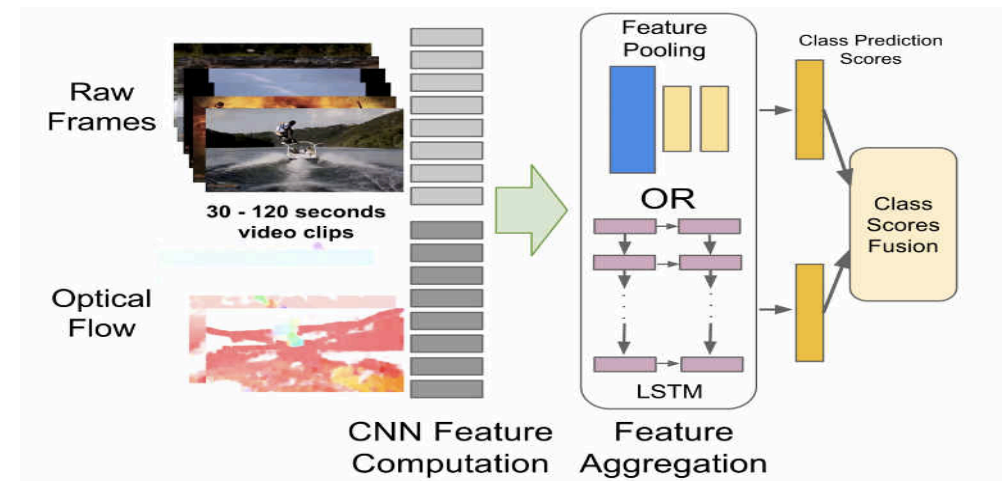 Raw
Frames
30 - 120 seconds
video clips
Optical
Flow
CNN Feature
Computation
Feature
Pooling
OR
LSTM
Feature
Aggregation
Class Prediction
Scores
Class
Scores
Fusion